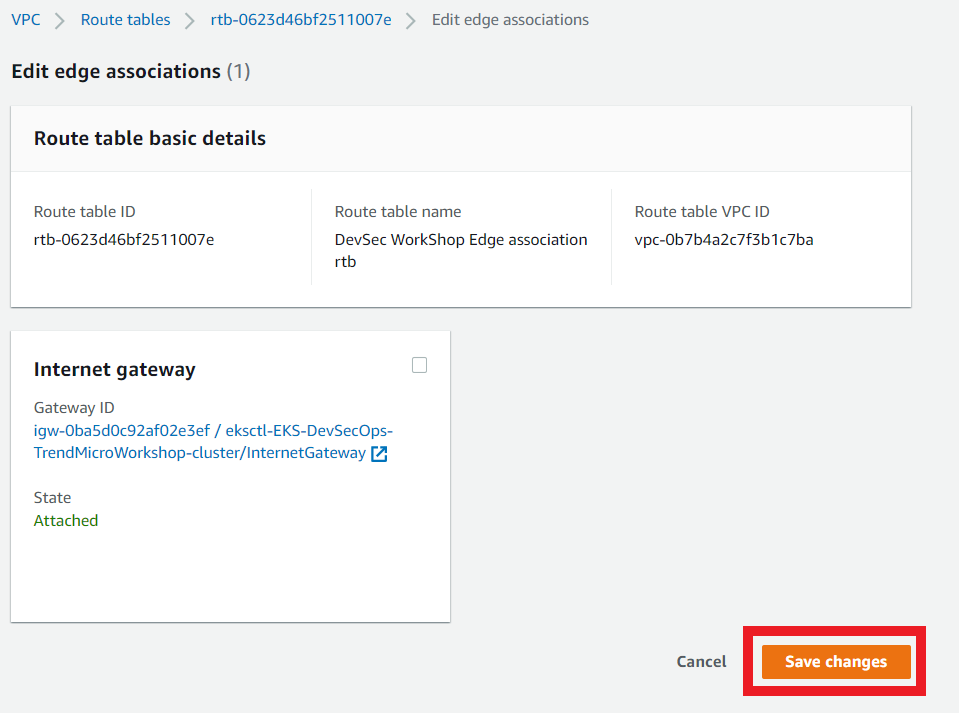 VPC > Route tables > rtb-0623d46bf2511007e > Edit edge associations
Edit edge associations (1)
Route table basic details
Route table ID
rtb-0623d46bf2511007e
Route table name
DevSec WorkShop Edge association
rtb
Route table VPC ID
vpc-0b7b4a2c7f3b1c7ba
Internet gateway
Gateway ID
igw-0ba5d0c92af02e3ef / eksctl-EKS-DevSecOps-
TrendMicroWorkshop-cluster/InternetGateway
State
Attached
Cancel
Save changes